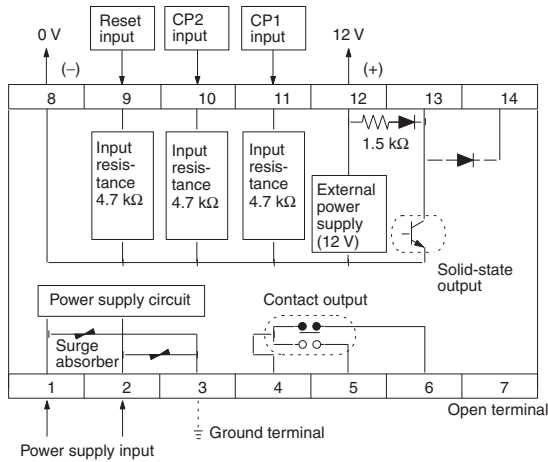 0 V
Reset
input
CP2
input
CP1
input
12 V
(–)
(+)
8 9 10 11 12 13 14
1.5 kΩ
Input
resis-
tance
4.7 kΩ
Input
resis-
tance
4.7 kΩ
Input
resis-
tance
4.7 kΩ
External
power
supply
(12 V)
Solid-state
output
Power supply circuit
Contact output
Surge
absorber
1 2 3 4 5 6 7
Open terminal
Ground terminal
Power supply input